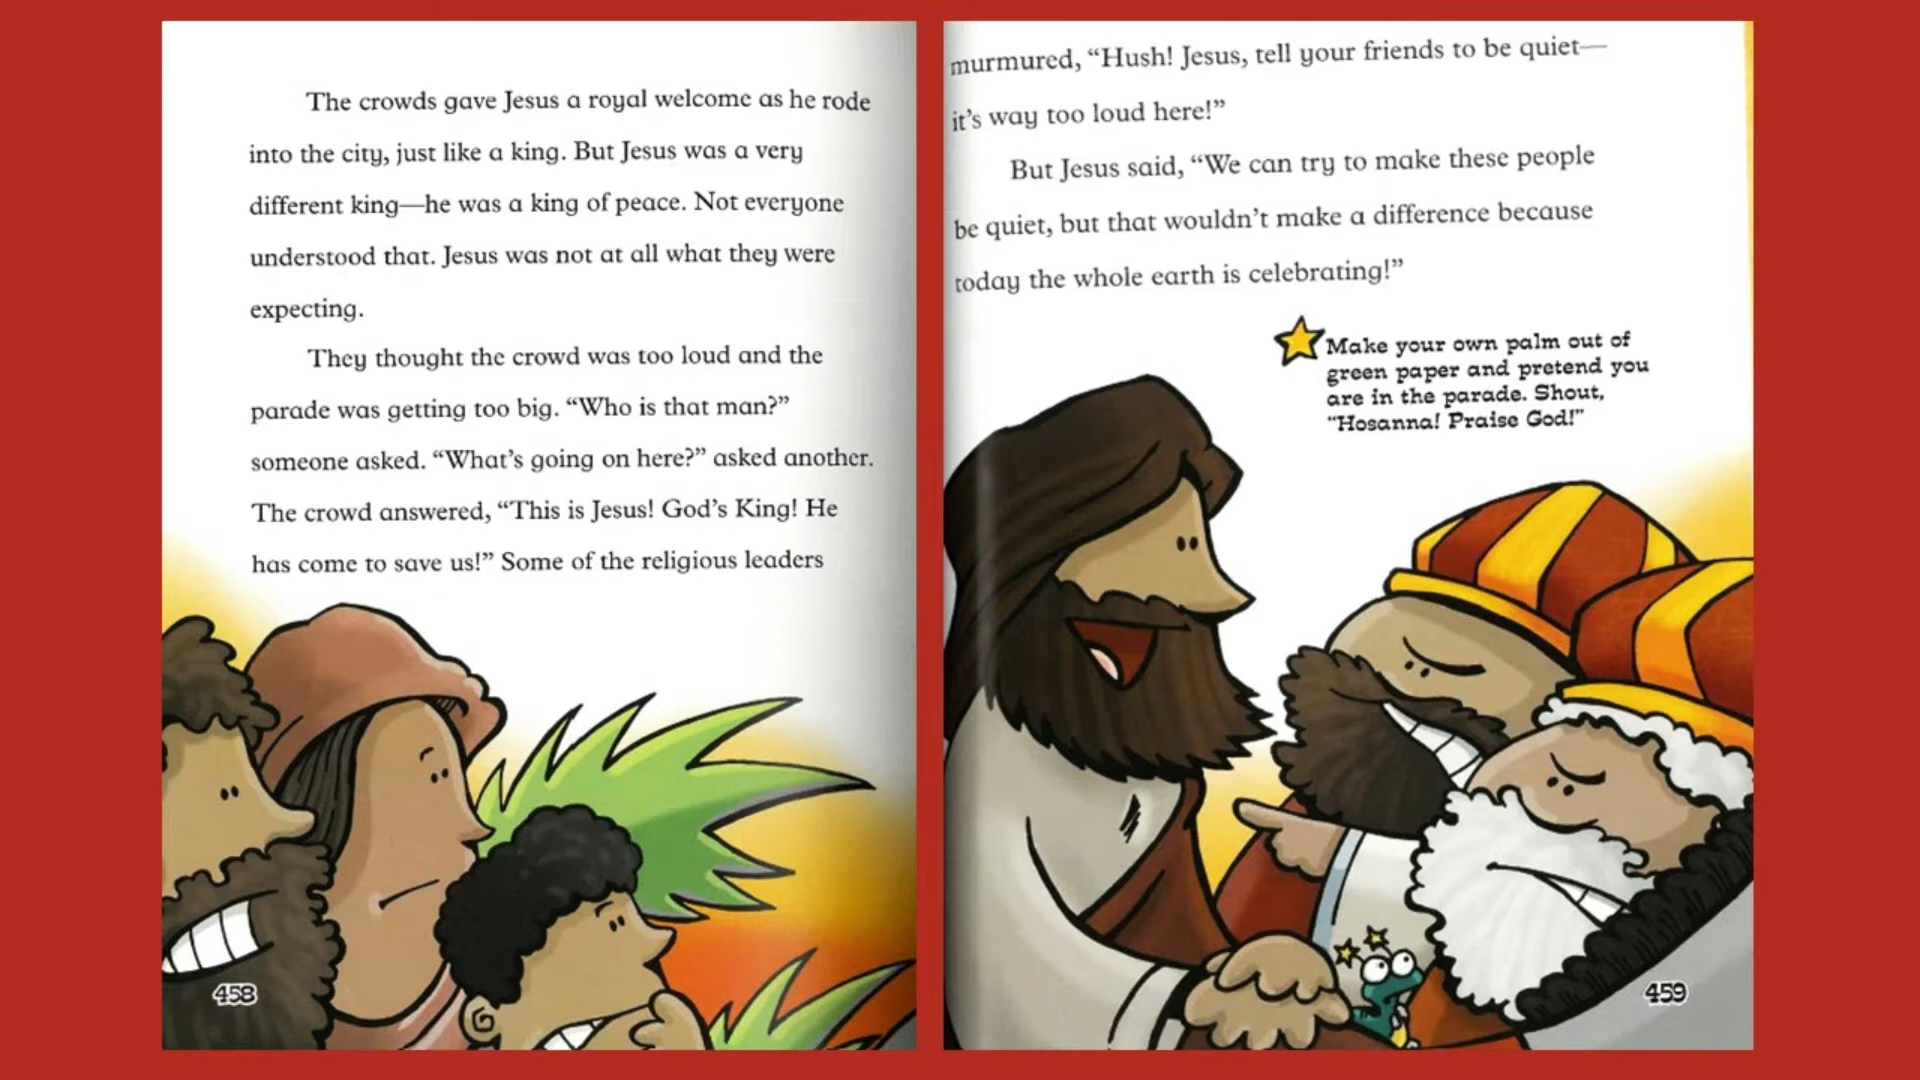 The crowds gave Jesus a royal welcome as he rode
into the city, just like a king. But Jesus was a very
different king—he was a king of peace. Not everyone
understood that. Jesus was not at all what they were
expecting.
They thought the crowd was too loud and the
parade was getting too big. “Who is that man?”
someone asked. “What’s going on here?” asked another.
The crowd answered, “This is Jesus! God’s King! He
has come to save us!” Some of the religious leaders
458
murmured, “Hush! Jesus, tell your friends to be quiet—
it’s way too loud here!”
But Jesus said, “We can try to make these people
be quiet, but that wouldn’t make a difference because
today the whole earth is celebrating!”
Make your own palm out of
green paper and pretend you
are in the parade. Shout,
“Hosanna! Praise God!”
459